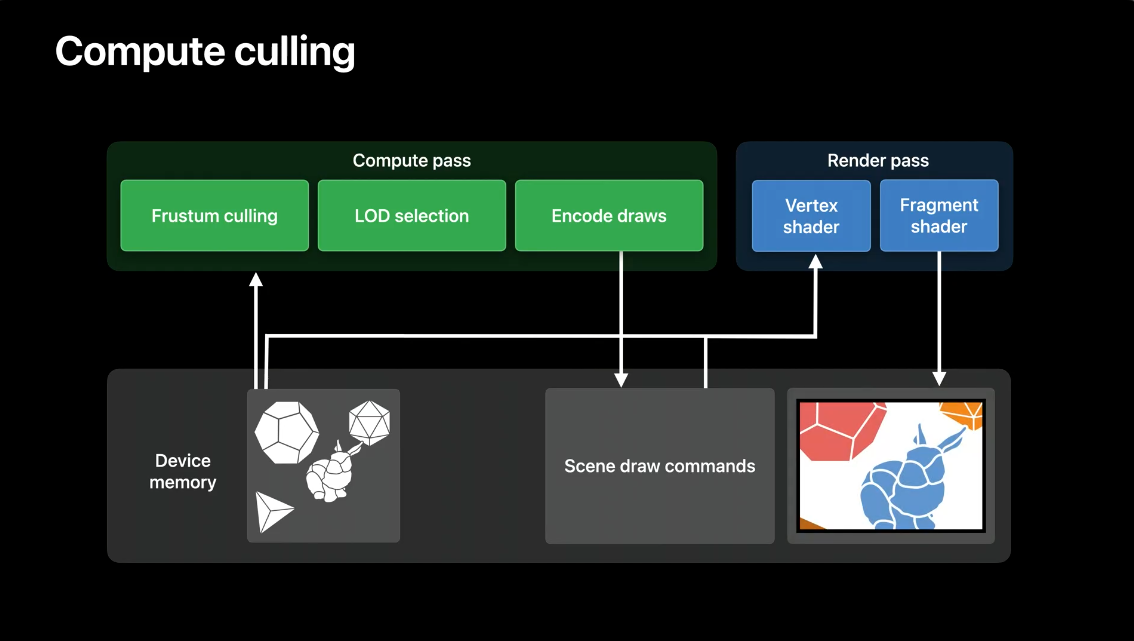 Compute culling
Compute pass
Render pass
Frustum culling
LOD selection
Encode draws
Vertex
shader
Fragment
shader
Device
memory
Scene draw commands